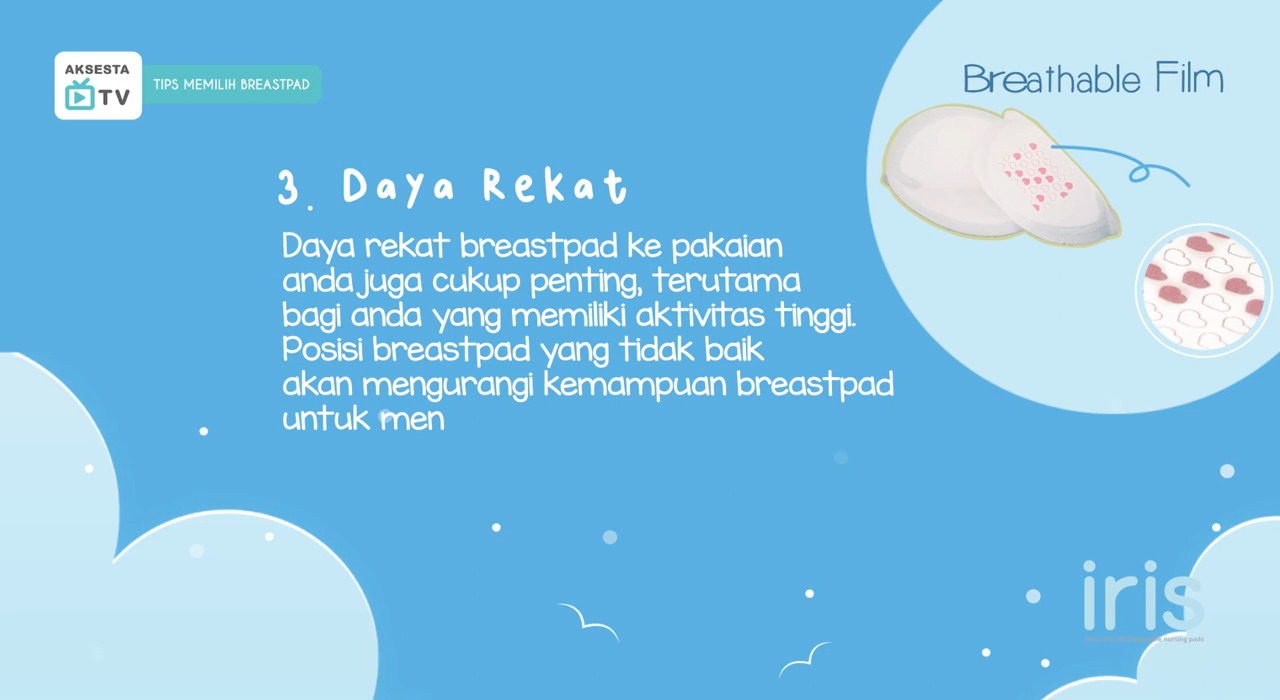 AKSESTA
TV
TIPS MEMILIH BREASTPAD
Breathable Film
3. Daya Rekat
Daya rekat breastpad ke pakaian
anda juga cukup penting, terutama
bagi anda yang memiliki aktivitas tinggi.
Posisi breastpad yang tidak baik
akan mengurangi kemampuan breastpad
untuk men
iris
nursing pads